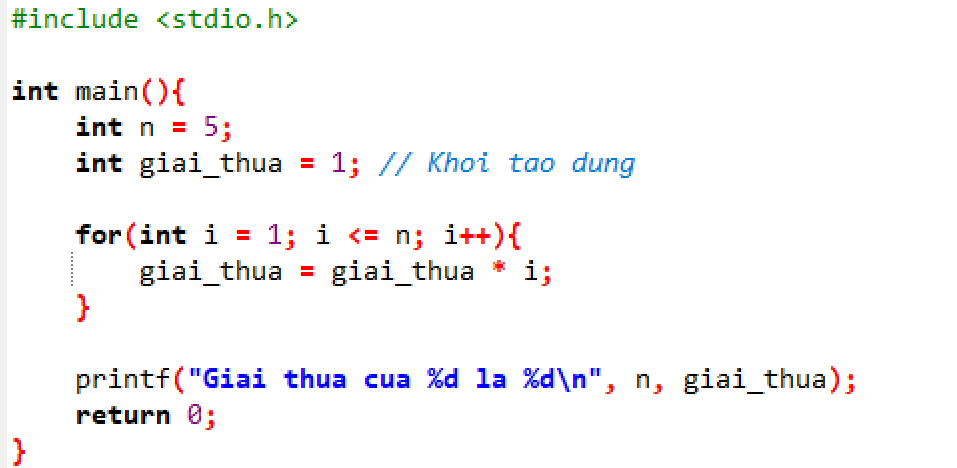 #include <stdio.h>
int main(){
    int n = 5;
    int giai_thua = 1; // Khoi tao dung
    for(int i = 1; i <= n; i++){
        giai_thua = giai_thua * i;
    }
    printf("Giai thua cua %d la %d\n", n, giai_thua);
    return 0;
}